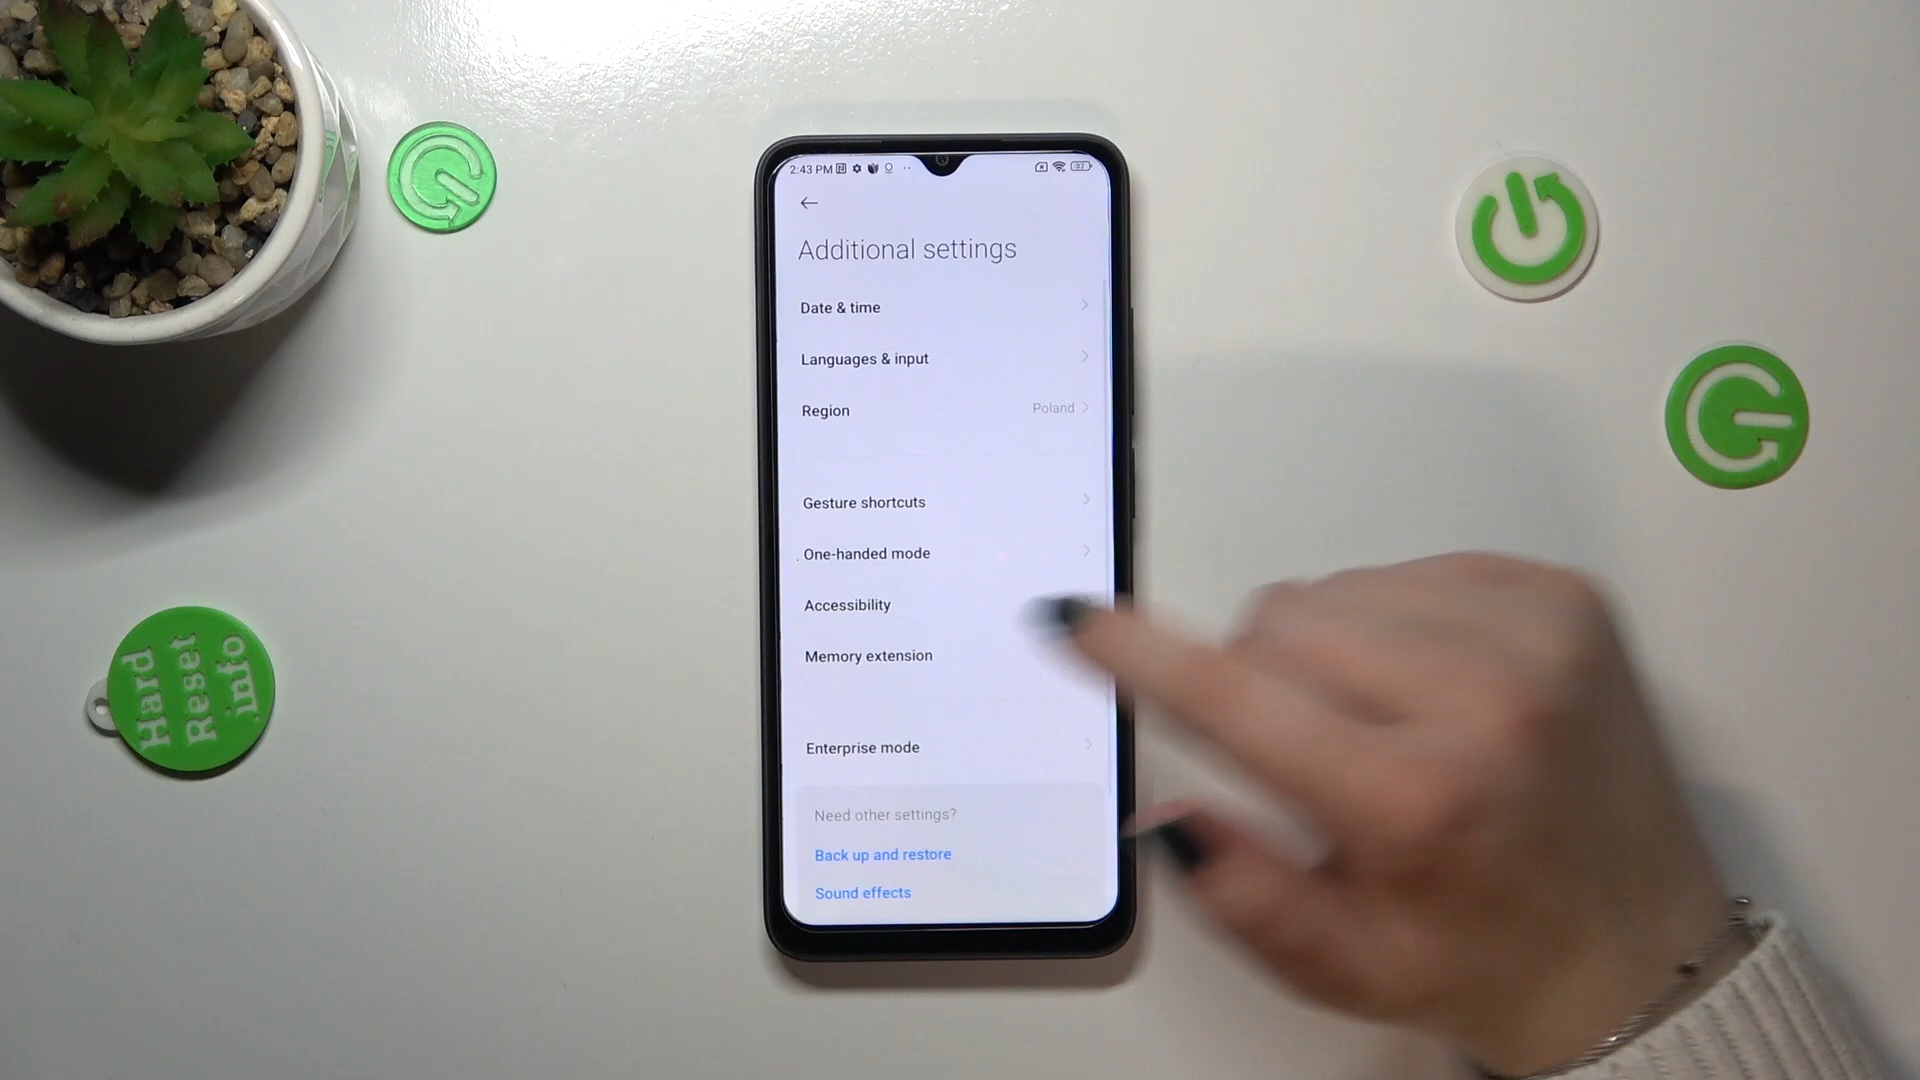 2:43 PM
Additional settings
Date & time
Languages & input
Region Poland
Gesture shortcuts
One-handed mode
Accessibility
Memory extension
Enterprise mode
Need other settings?
Back up and restore
Sound effects
Hard
Reset
.info